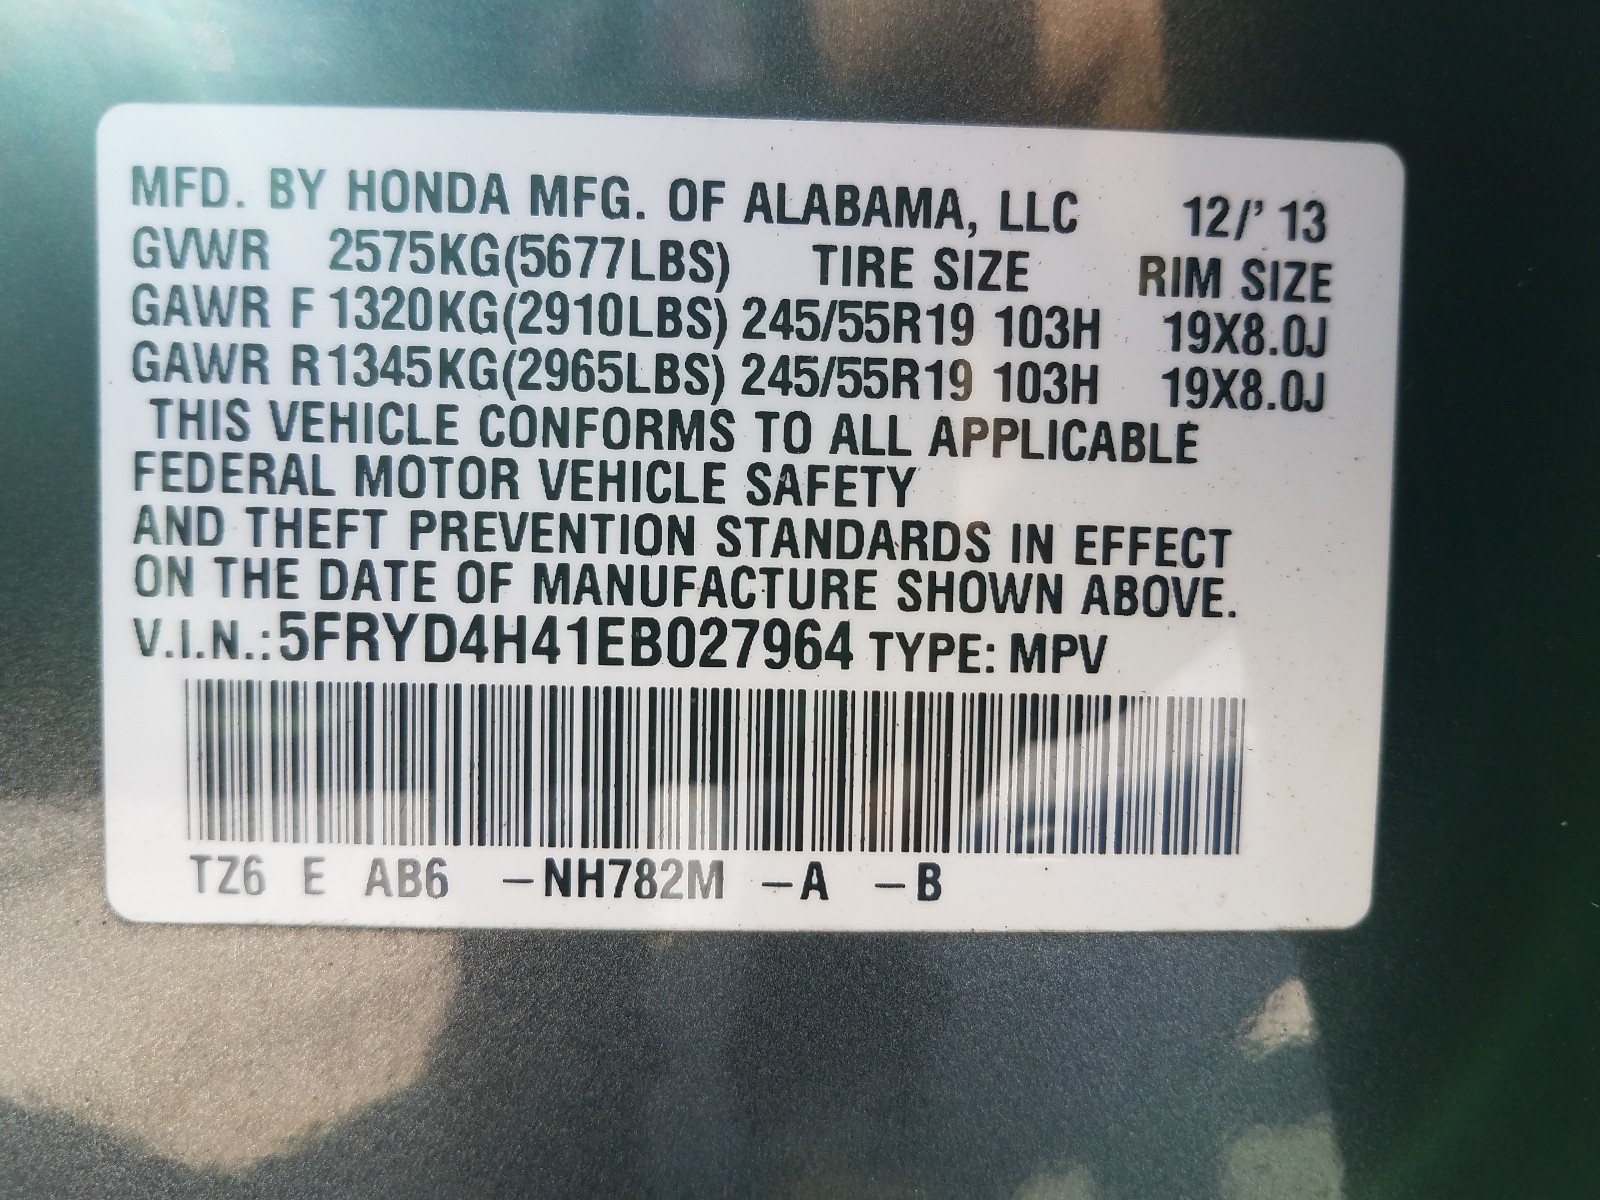 MFD. BY HONDA MFG. OF ALABAMA, LLC 12/' 13
GVWR 2575KG(5677LBS) TIRE SIZE RIM SIZE
GAWR F 1320KG(2910LBS) 245/55R19 103H 19X8.0J
GAWR R 1345KG(2965LBS) 245/55R19 103H 19X8.0J
THIS VEHICLE CONFORMS TO ALL APPLICABLE
FEDERAL MOTOR VEHICLE SAFETY
AND THEFT PREVENTION STANDARDS IN EFFECT
ON THE DATE OF MANUFACTURE SHOWN ABOVE.
V.I.N.: 5FRYD4H41EB027964 TYPE: MPV
TZ6 E AB6 –NH782M –A –B